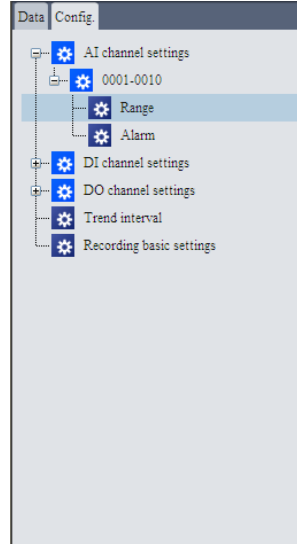 Data Config.
AI channel settings
0001-0010
Range
Alarm
DI channel settings
DO channel settings
Trend interval
Recording basic settings